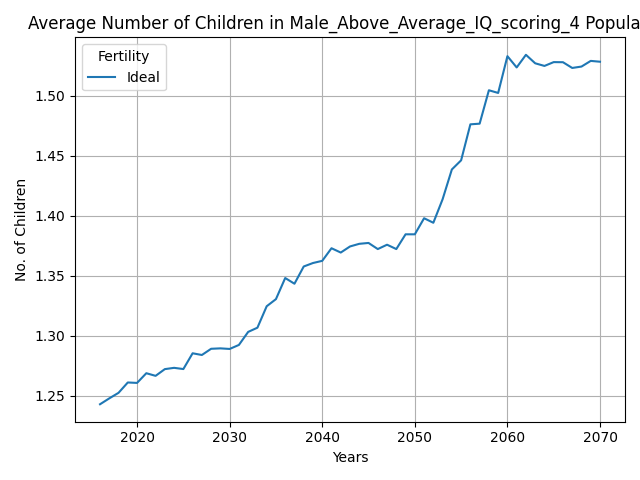 Average Number of Children in Male_Above_Average_IQ_scoring_4 Popula
Fertility
Ideal
No. of Children
1.50
1.45
1.40
1.35
1.30
1.25
2020 2030 2040 2050 2060 2070
Years